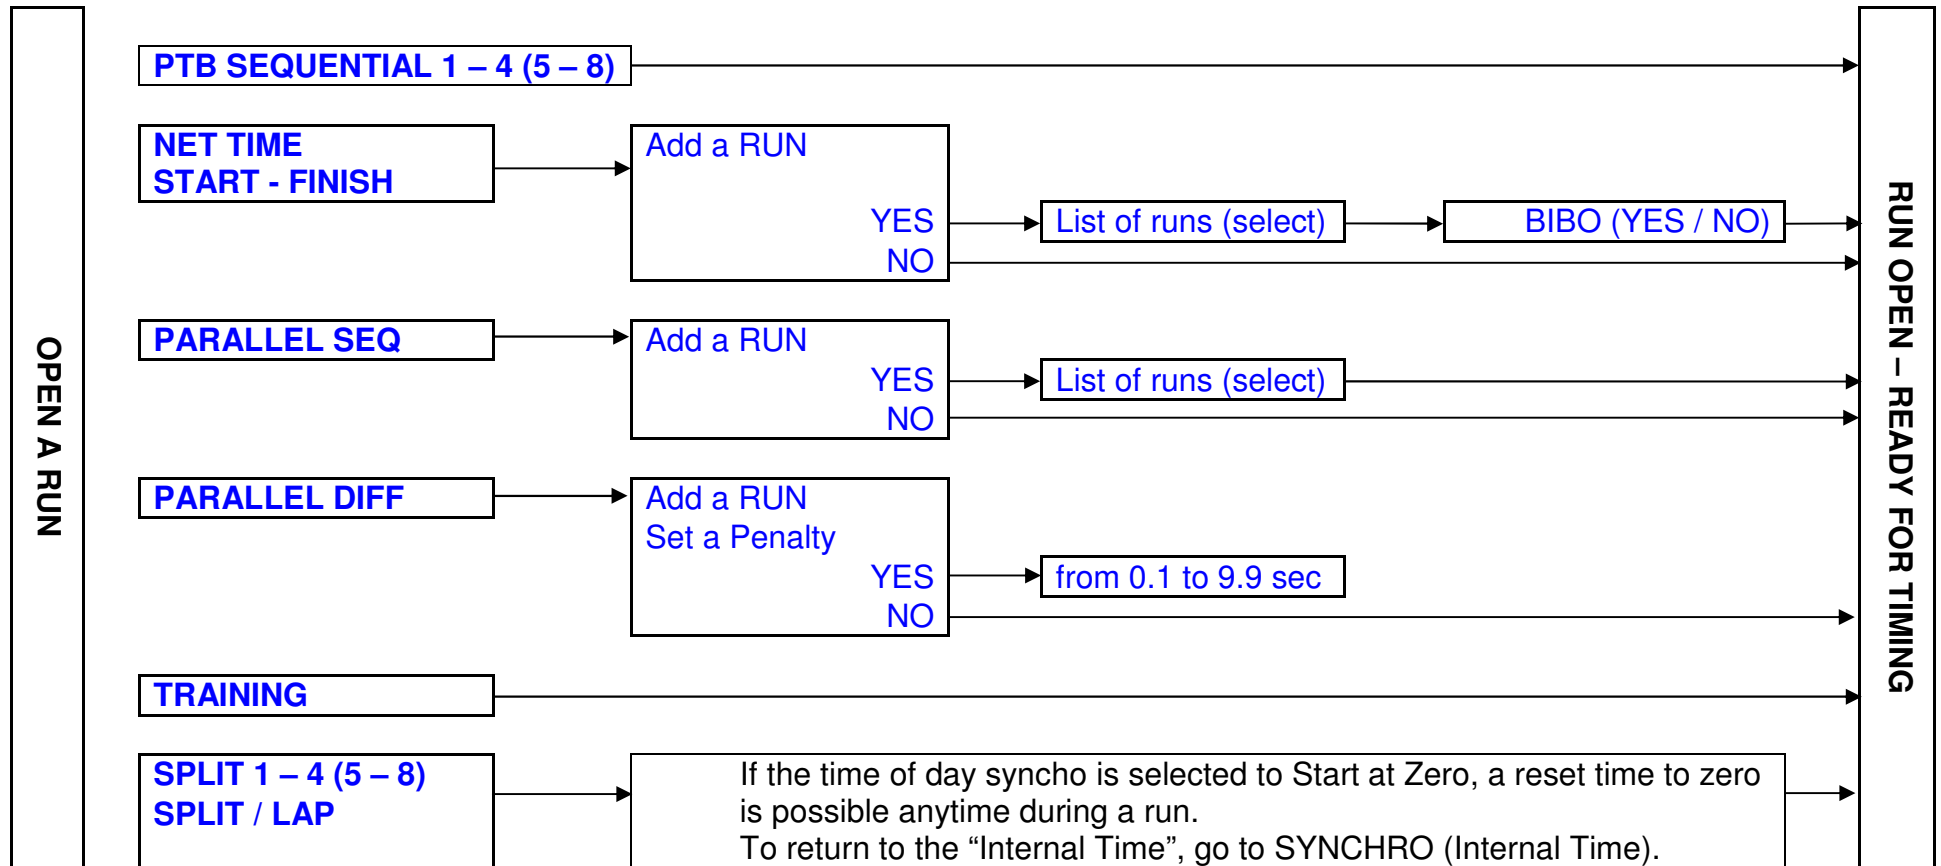 OPEN A RUN
PTB SEQUENTIAL 1 – 4 (5 – 8)
NET TIME
START - FINISH
Add a RUN
YES
List of runs (select)
BIBO (YES / NO)
NO
PARALLEL SEQ
Add a RUN
YES
List of runs (select)
NO
PARALLEL DIFF
Add a RUN
Set a Penalty
YES
from 0.1 to 9.9 sec
NO
TRAINING
SPLIT 1 – 4 (5 – 8)
SPLIT / LAP
If the time of day syncho is selected to Start at Zero, a reset time to zero
is possible anytime during a run.
To return to the “Internal Time”, go to SYNCHRO (Internal Time).
RUN OPEN – READY FOR TIMING